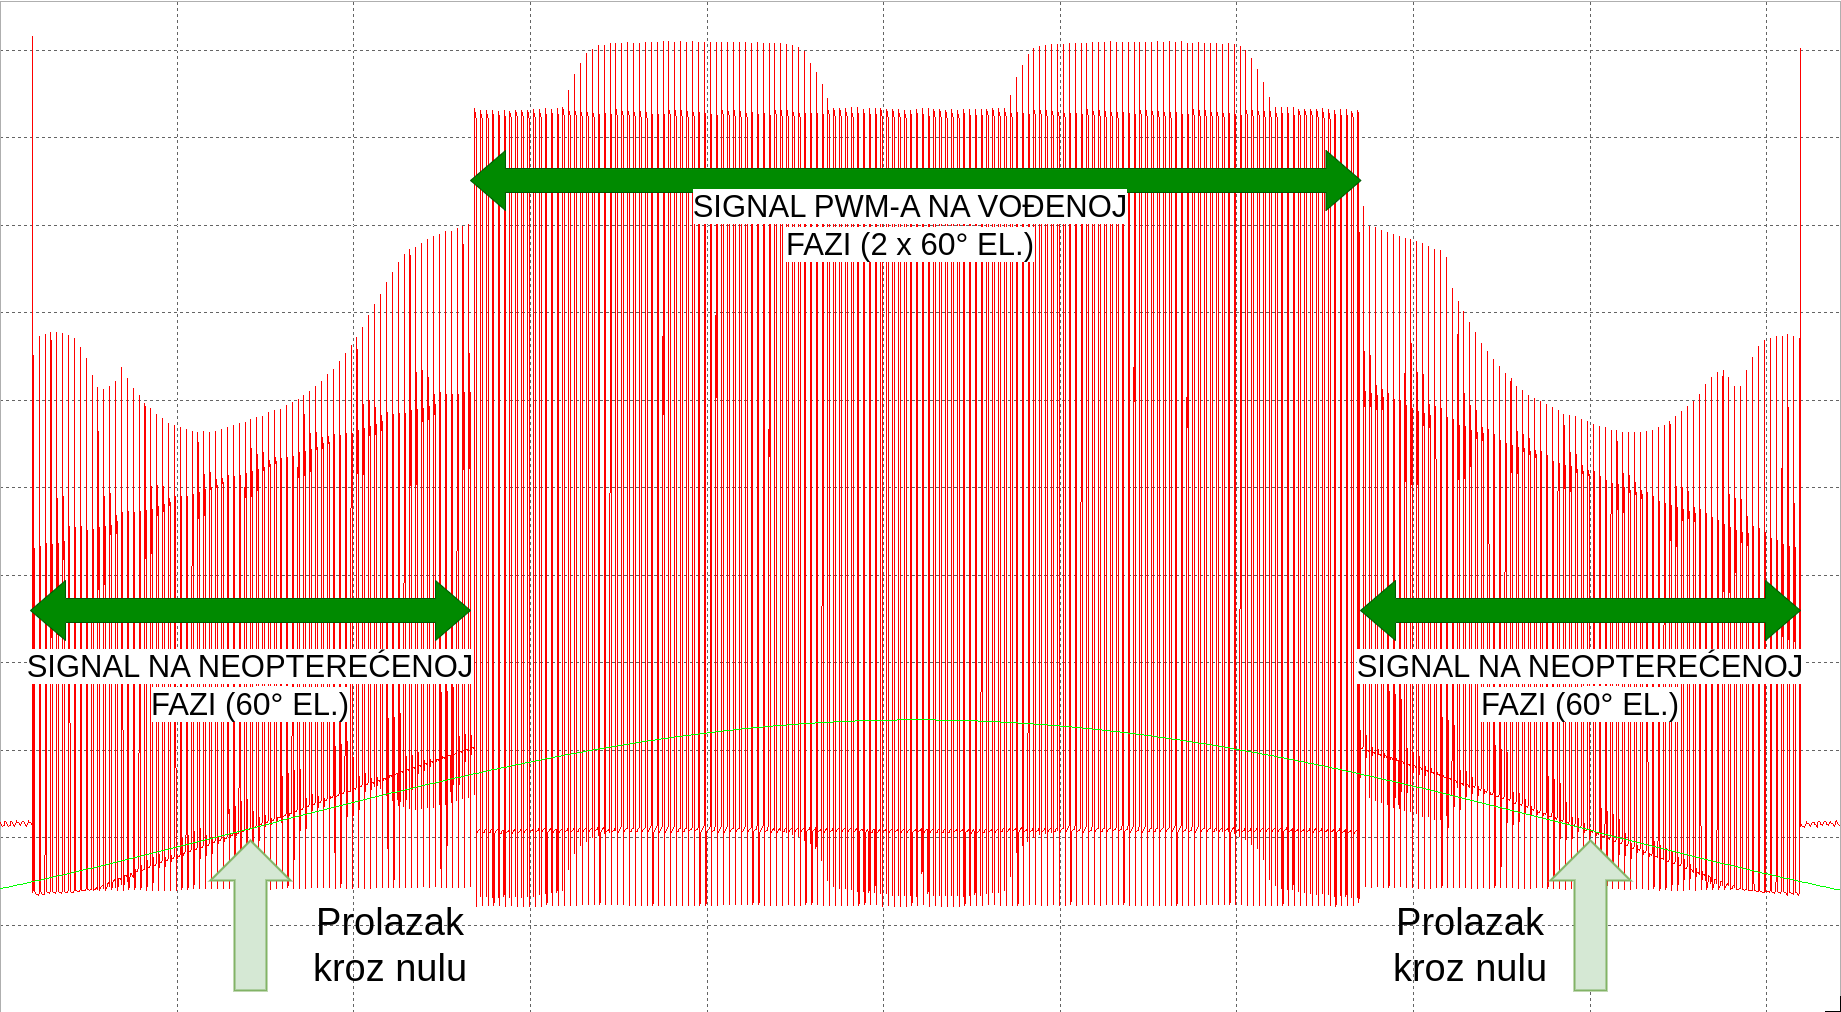 SIGNAL PWM-A NA VOĐENOJ
FAZI (2 x 60° EL.)
SIGNAL NA NEOPTEREĆENOJ
FAZI (60° EL.)
SIGNAL NA NEOPTEREĆENOJ
FAZI (60° EL.)
Prolazak
kroz nulu
Prolazak
kroz nulu